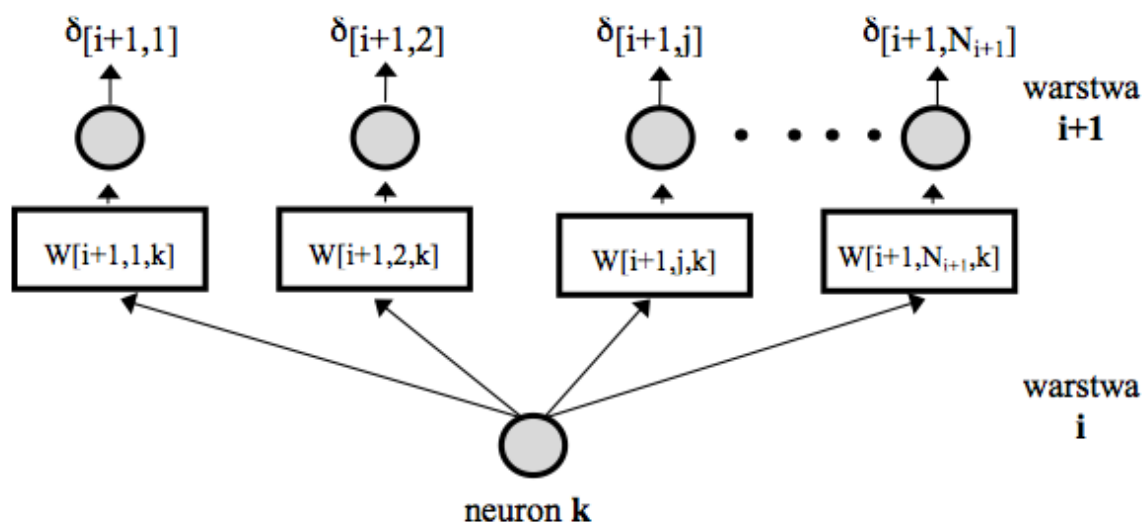 δ[i+1,1] δ[i+1,2] δ[i+1,j] δ[i+1,Nᵢ₊₁]
warstwa
i+1
W[i+1,1,k] W[i+1,2,k] W[i+1,j,k] W[i+1,Nᵢ₊₁,k]
warstwa
i
neuron k